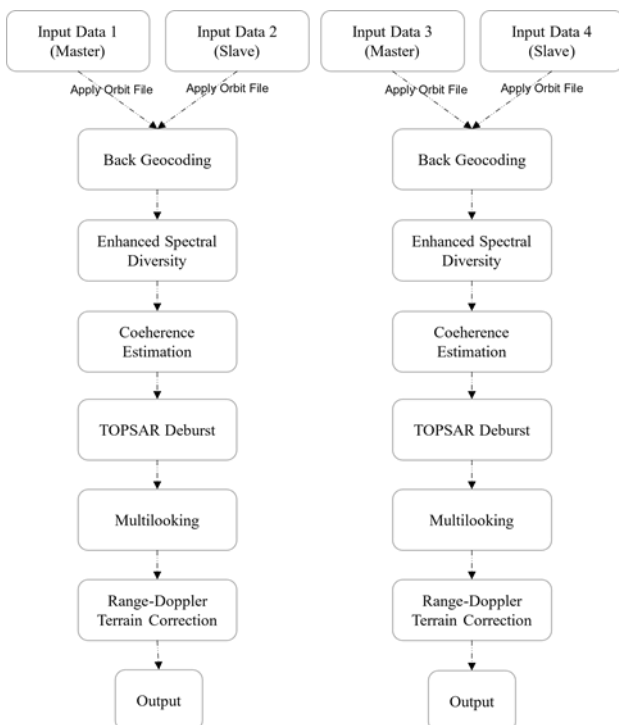 Input Data 1
(Master)
Input Data 2
(Slave)
Input Data 3
(Master)
Input Data 4
(Slave)
Apply Orbit File
Apply Orbit File
Apply Orbit File
Apply Orbit File
Back Geocoding
Back Geocoding
Enhanced Spectral
Diversity
Enhanced Spectral
Diversity
Coeherence
Estimation
Coeherence
Estimation
TOPSAR Deburst
TOPSAR Deburst
Multilooking
Multilooking
Range-Doppler
Terrain Correction
Range-Doppler
Terrain Correction
Output
Output